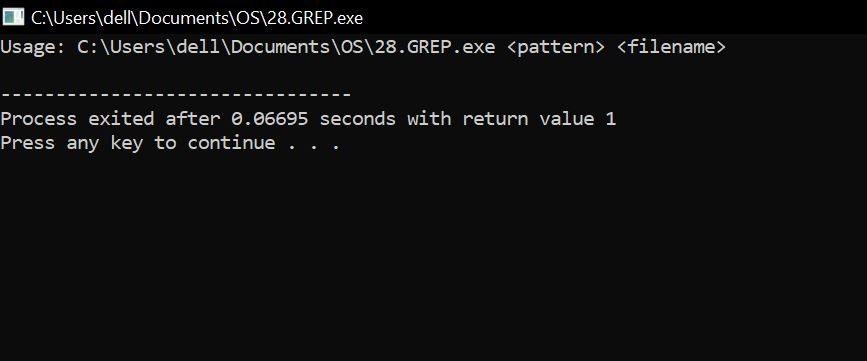 C:\Users\dell\Documents\OS\28.GREP.exe
Usage: C:\Users\dell\Documents\OS\28.GREP.exe <pattern> <filename>
--------------------------------
Process exited after 0.06695 seconds with return value 1
Press any key to continue . . .